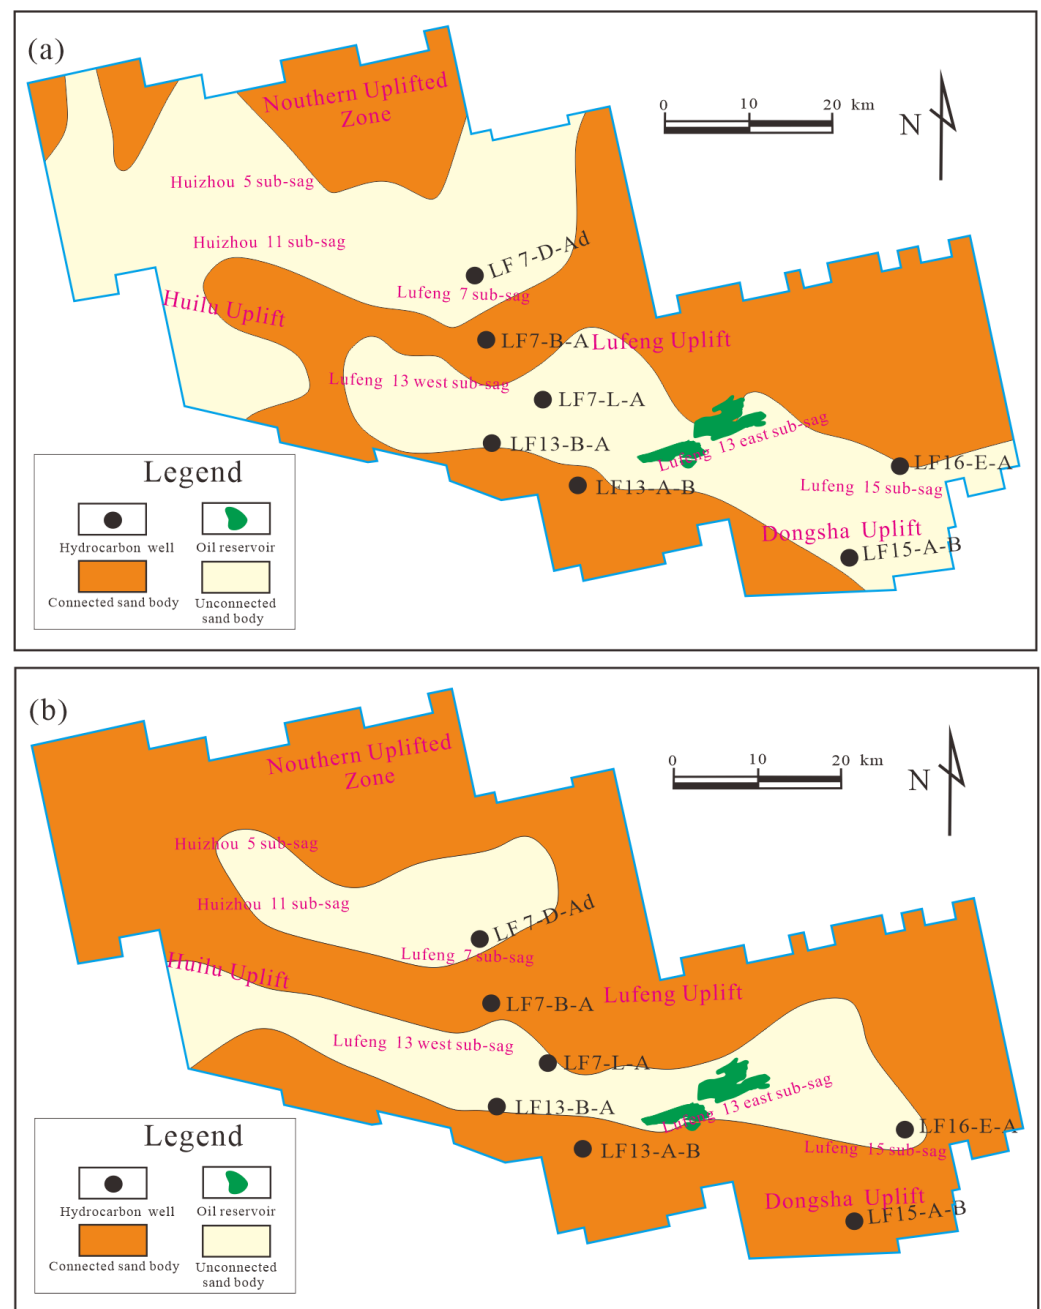 (a)
Nouthern Uplifted
Zone
0 10 20 km
N
Huizhou 5 sub-sag
Huizhou 11 sub-sag
LF 7-D-Ad
Lufeng 7 sub-sag
Huilu Uplift
LF7-B-A
Lufeng Uplift
Lufeng 13 west sub-sag
LF7-L-A
Lufeng 13 east sub-sag
LF13-B-A
LF16-E-A
LF13-A-B
Lufeng 15 sub-sag
Dongsha Uplift
LF15-A-B
Legend
Hydrocarbon well
Oil reservoir
Connected sand body
Unconnected
sand body
(b)
Nouthern Uplifted
Zone
0 10 20 km
N
Huizhou 5 sub-sag
Huizhou 11 sub-sag
LF 7-D-Ad
Lufeng 7 sub-sag
Huilu Uplift
LF7-B-A
Lufeng Uplift
Lufeng 13 west sub-sag
LF7-L-A
Lufeng 13 east sub-sag
LF13-B-A
LF16-E-A
LF13-A-B
Lufeng 15 sub-sag
Dongsha Uplift
LF15-A-B
Legend
Hydrocarbon well
Oil reservoir
Connected sand body
Unconnected
sand body